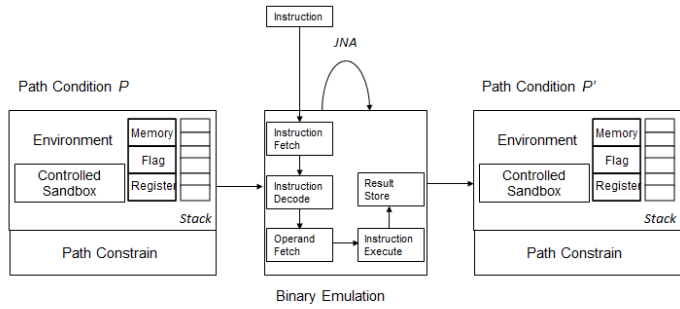 Instruction
JNA
Path Condition P
Environment
Memory
Flag
Register
Controlled
Sandbox
Stack
Path Constrain
Instruction
Fetch
Instruction
Decode
Operand
Fetch
Result
Store
Instruction
Execute
Binary Emulation
Path Condition P'
Environment
Memory
Flag
Register
Controlled
Sandbox
Stack
Path Constrain